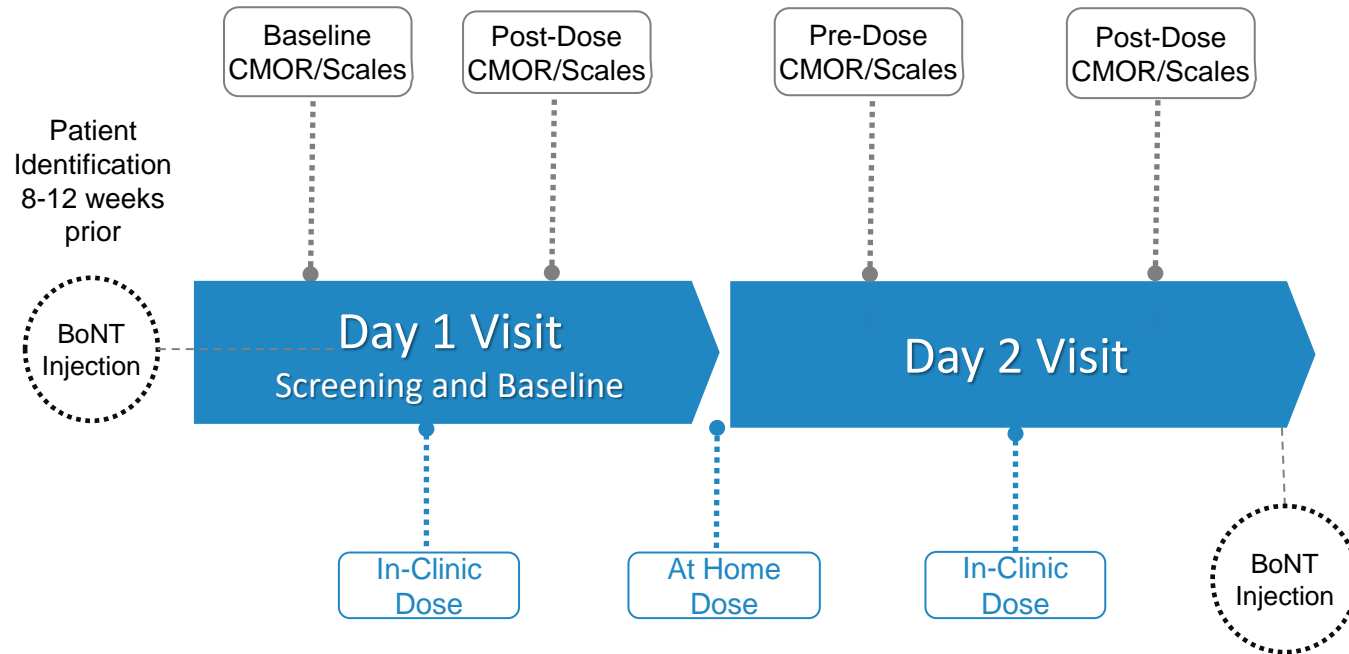 Baseline
CMOR/Scales
Post-Dose
CMOR/Scales
Pre-Dose
CMOR/Scales
Post-Dose
CMOR/Scales
Patient
Identification
8-12 weeks
prior
BoNT
Injection
Day 1 Visit
Screening and Baseline
Day 2 Visit
In-Clinic
Dose
At Home
Dose
In-Clinic
Dose
BoNT
Injection